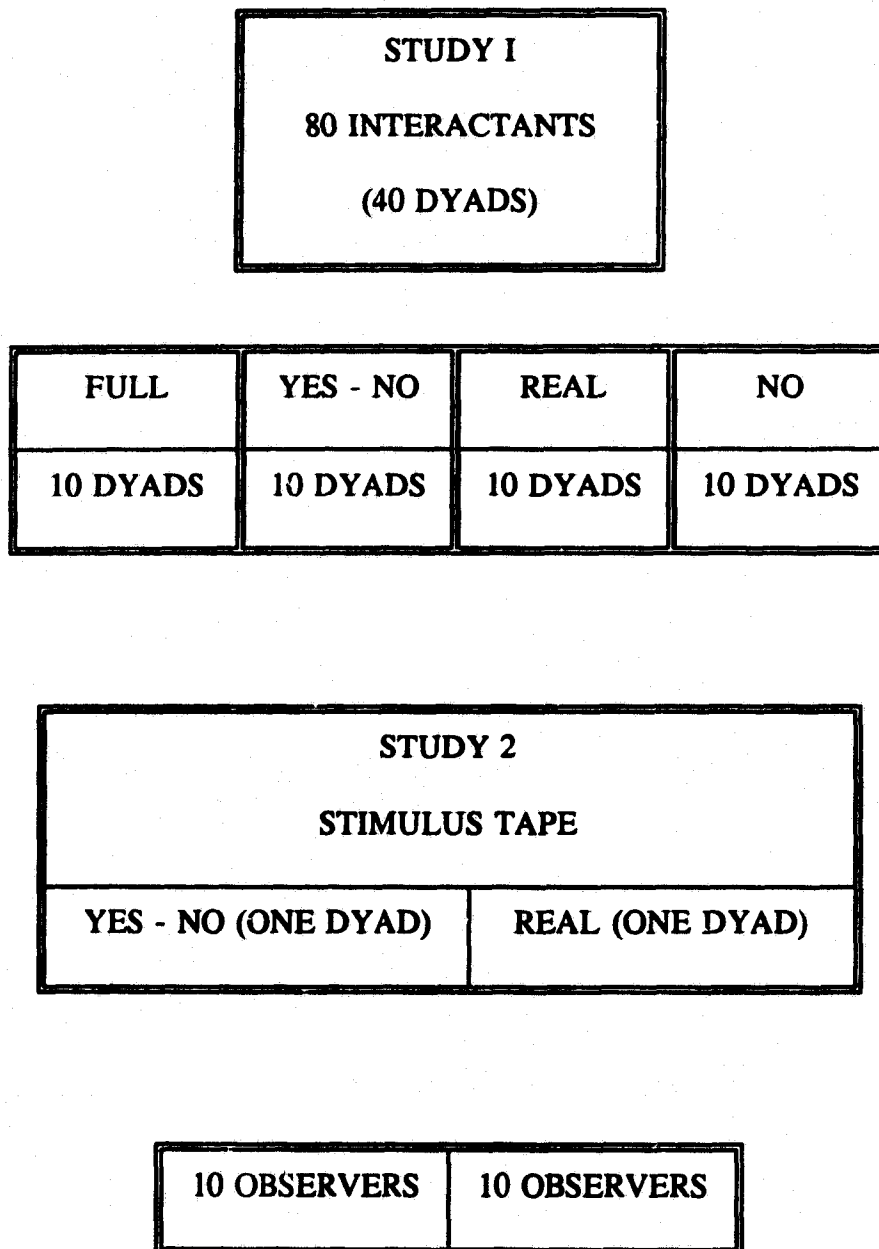 STUDY I
80 INTERACTANTS
(40 DYADS)
FULL YES - NO REAL NO
10 DYADS 10 DYADS 10 DYADS 10 DYADS
STUDY 2
STIMULUS TAPE
YES - NO (ONE DYAD) REAL (ONE DYAD)
10 OBSERVERS 10 OBSERVERS